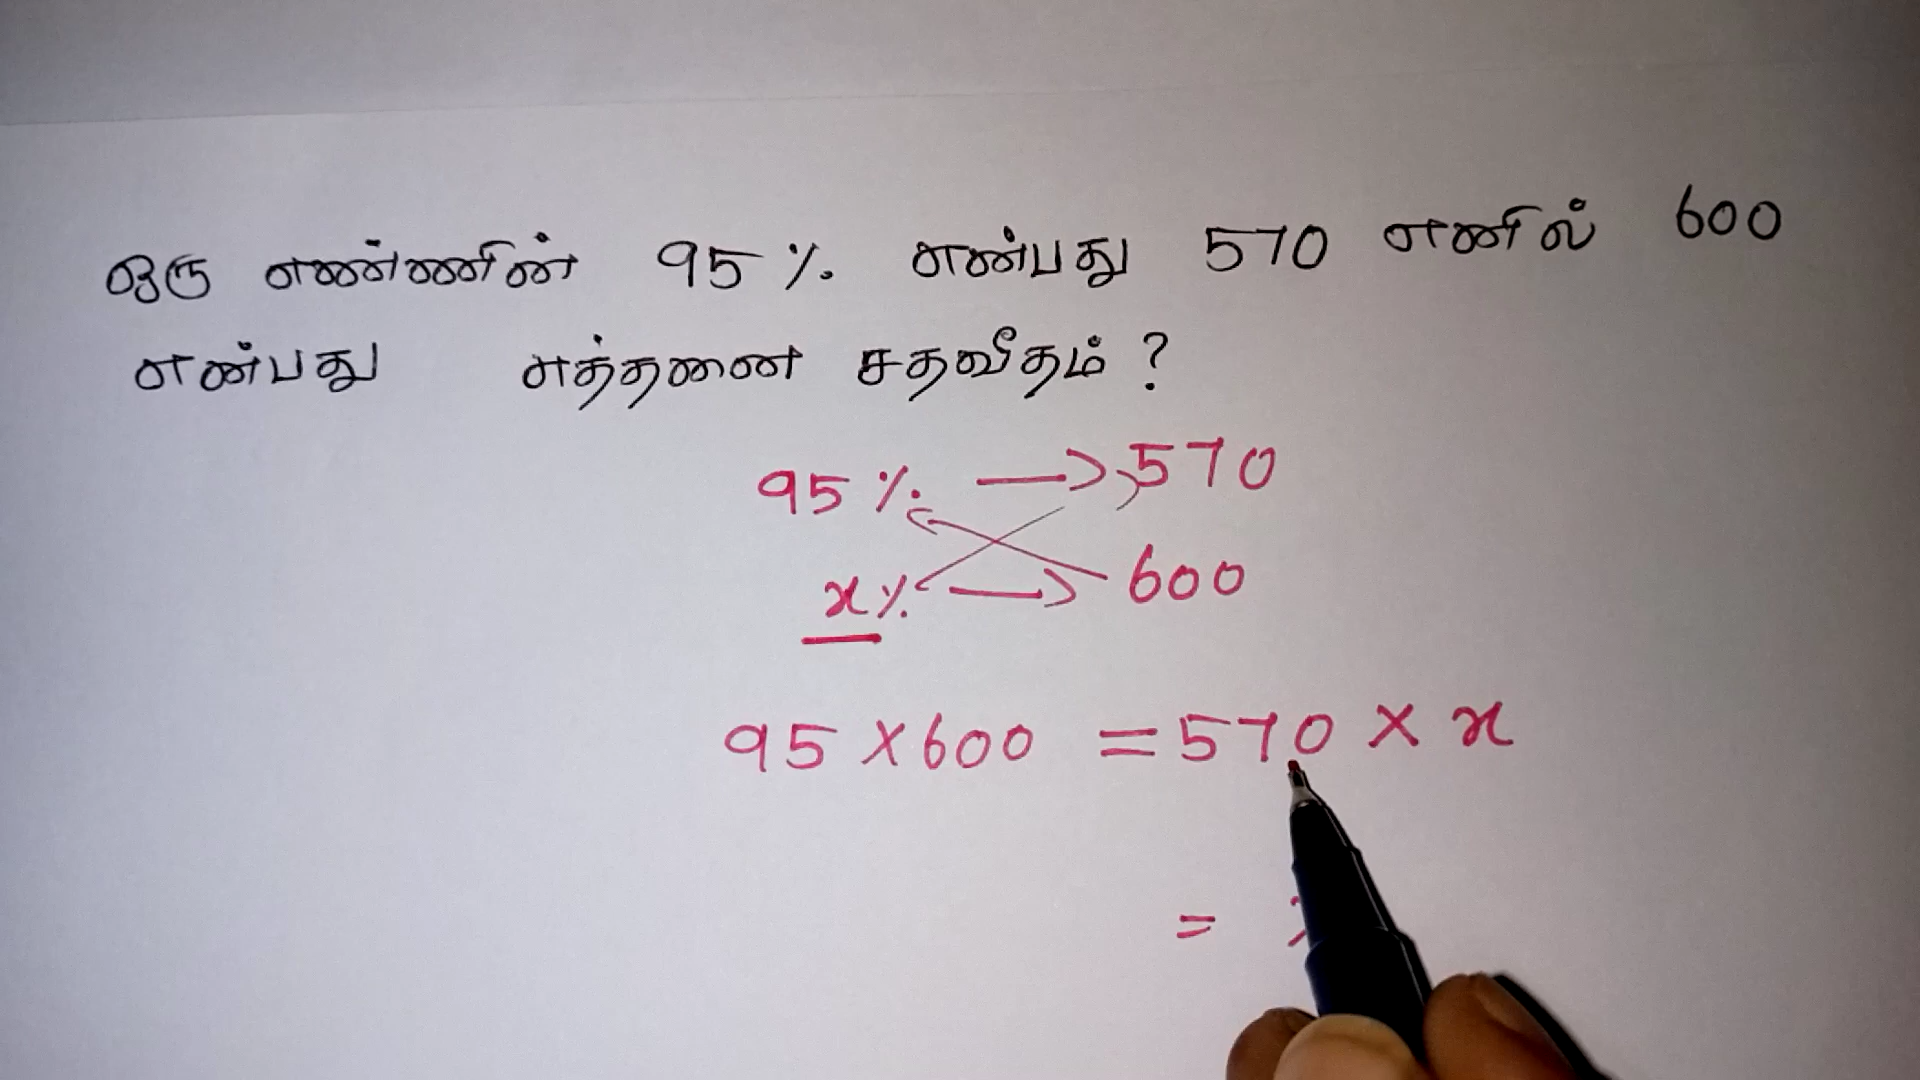 ஒரு எண்ணின் 95 % என்பது 570 எனில் 600
என்பது எத்தனை சதவீதம் ?
95 % → 570
x % → 600
95 × 600 = 570 × x
=